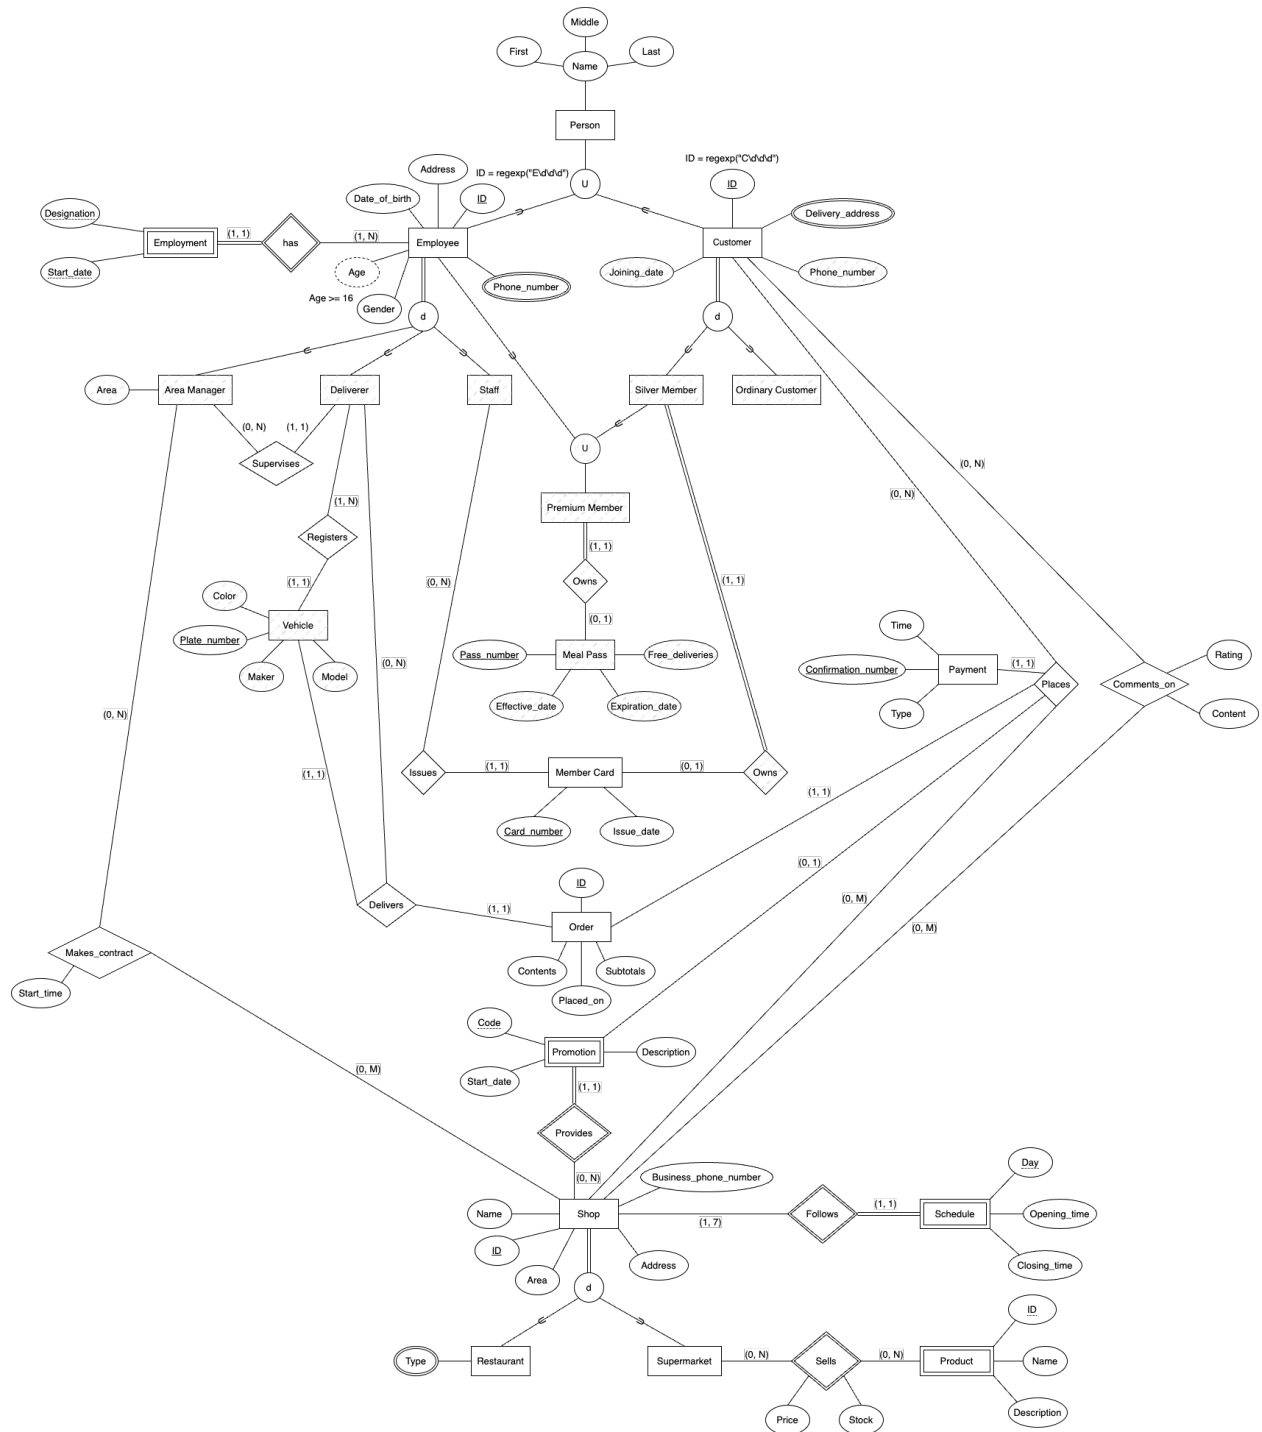 Middle
First
Last
Name
Person
ID = regexp("C\d\d\d")
Address
ID = regexp("E\d\d\d")
U
ID
Date_of_birth
ID
Designation
Delivery_address
Employment
(1, 1)
has
(1, N)
Employee
Customer
Start_date
Age
Joining_date
Phone_number
Phone_number
Age >= 16
Gender
d
d
Area
Area Manager
Deliverer
Staff
Silver Member
Ordinary Customer
(0, N)
(1, 1)
U
Supervises
(0, N)
(0, N)
(1, N)
Premium Member
Registers
(1, 1)
(1, 1)
Owns
(0, N)
(1, 1)
Color
(0, 1)
Vehicle
Time
Plate_number
Pass_number
Meal Pass
Free_deliveries
Rating
(0, N)
Confirmation_number
Payment
(1, 1)
Maker
Model
Places
Comments_on
Effective_date
Expiration_date
Type
Content
(0, N)
(1, 1)
Issues
(1, 1)
Member Card
(0, 1)
Owns
(1, 1)
Card_number
Issue_date
(0, 1)
ID
(0, M)
Delivers
(1, 1)
Order
(0, M)
Makes_contract
Contents
Subtotals
Start_time
Placed_on
Code
Promotion
Description
(0, M)
Start_date
(1, 1)
Provides
Day
(0, N)
Business_phone_number
Name
Shop
(1, 7)
Follows
(1, 1)
Schedule
Opening_time
ID
Address
Closing_time
Area
d
ID
Type
Restaurant
Supermarket
(0, N)
Sells
(0, N)
Product
Name
Price
Stock
Description